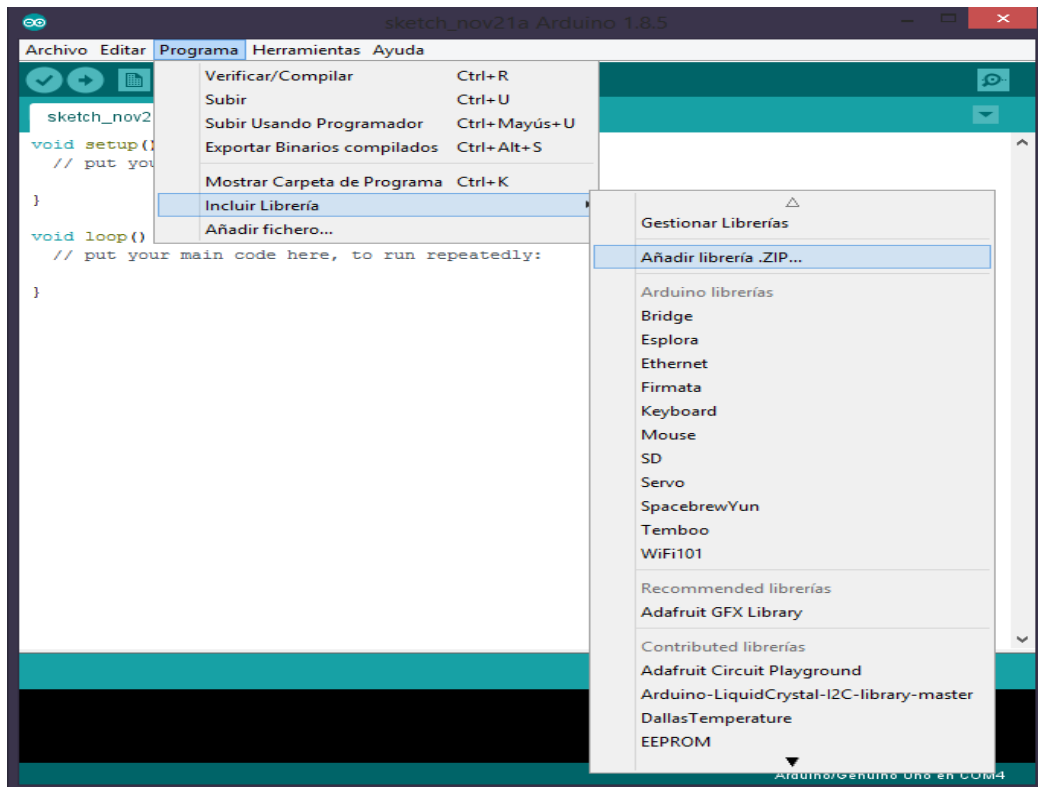 sketch_nov21a Arduino 1.8.5
Archivo Editar Programa Herramientas Ayuda
Verificar/Compilar Ctrl+R
Subir Ctrl+U
Subir Usando Programador Ctrl+Mayús+U
Exportar Binarios compilados Ctrl+Alt+S
Mostrar Carpeta de Programa Ctrl+K
Incluir Librería
Añadir fichero...
sketch_nov2
void setup()
// put you
}
void loop()
// put your main code here, to run repeatedly:
}
Gestionar Librerías
Añadir librería .ZIP...
Arduino librerías
Bridge
Esplora
Ethernet
Firmata
Keyboard
Mouse
SD
Servo
SpacebrewYun
Temboo
WiFi101
Recommended librerías
Adafruit GFX Library
Contributed librerías
Adafruit Circuit Playground
Arduino-LiquidCrystal-I2C-library-master
DallasTemperature
EEPROM
Arduino/Genuino Uno en COM4